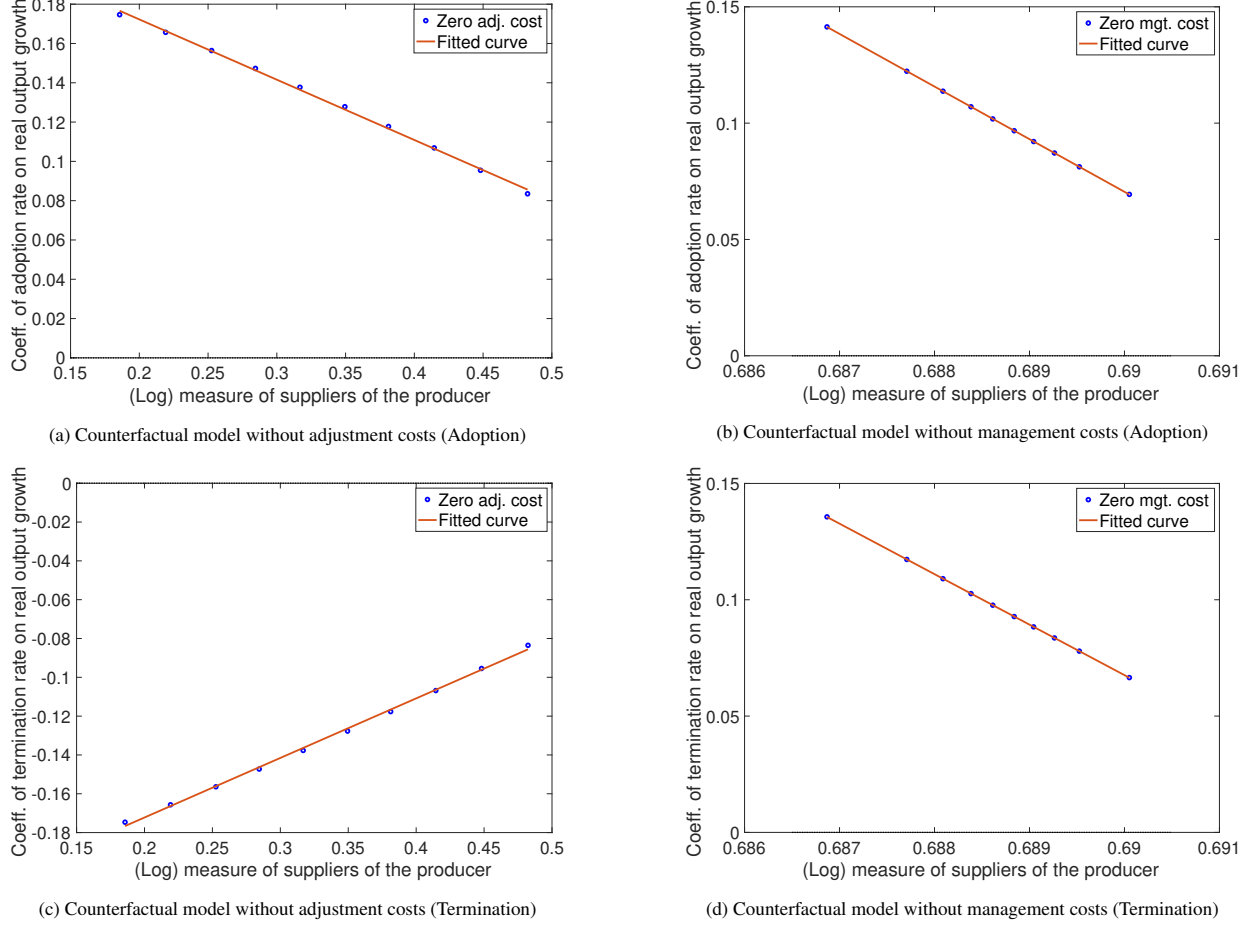 0.18
0.16
0.14
0.12
0.1
0.08
0.06
0.04
0.02
0
Coeff. of adoption rate on real output growth
Zero adj. cost
Fitted curve
0.15 0.2 0.25 0.3 0.35 0.4 0.45 0.5
(Log) measure of suppliers of the producer
(a) Counterfactual model without adjustment costs (Adoption)
0.15
0.1
0.05
0
Coeff. of adoption rate on real output growth
Zero mgt. cost
Fitted curve
0.686 0.687 0.688 0.689 0.69 0.691
(Log) measure of suppliers of the producer
(b) Counterfactual model without management costs (Adoption)
0
-0.02
-0.04
-0.06
-0.08
-0.1
-0.12
-0.14
-0.16
-0.18
Coeff. of termination rate on real output growth
Zero adj. cost
Fitted curve
0.15 0.2 0.25 0.3 0.35 0.4 0.45 0.5
(Log) measure of suppliers of the producer
(c) Counterfactual model without adjustment costs (Termination)
0.15
0.1
0.05
0
Coeff. of termination rate on real output growth
Zero mgt. cost
Fitted curve
0.686 0.687 0.688 0.689 0.69 0.691
(Log) measure of suppliers of the producer
(d) Counterfactual model without management costs (Termination)